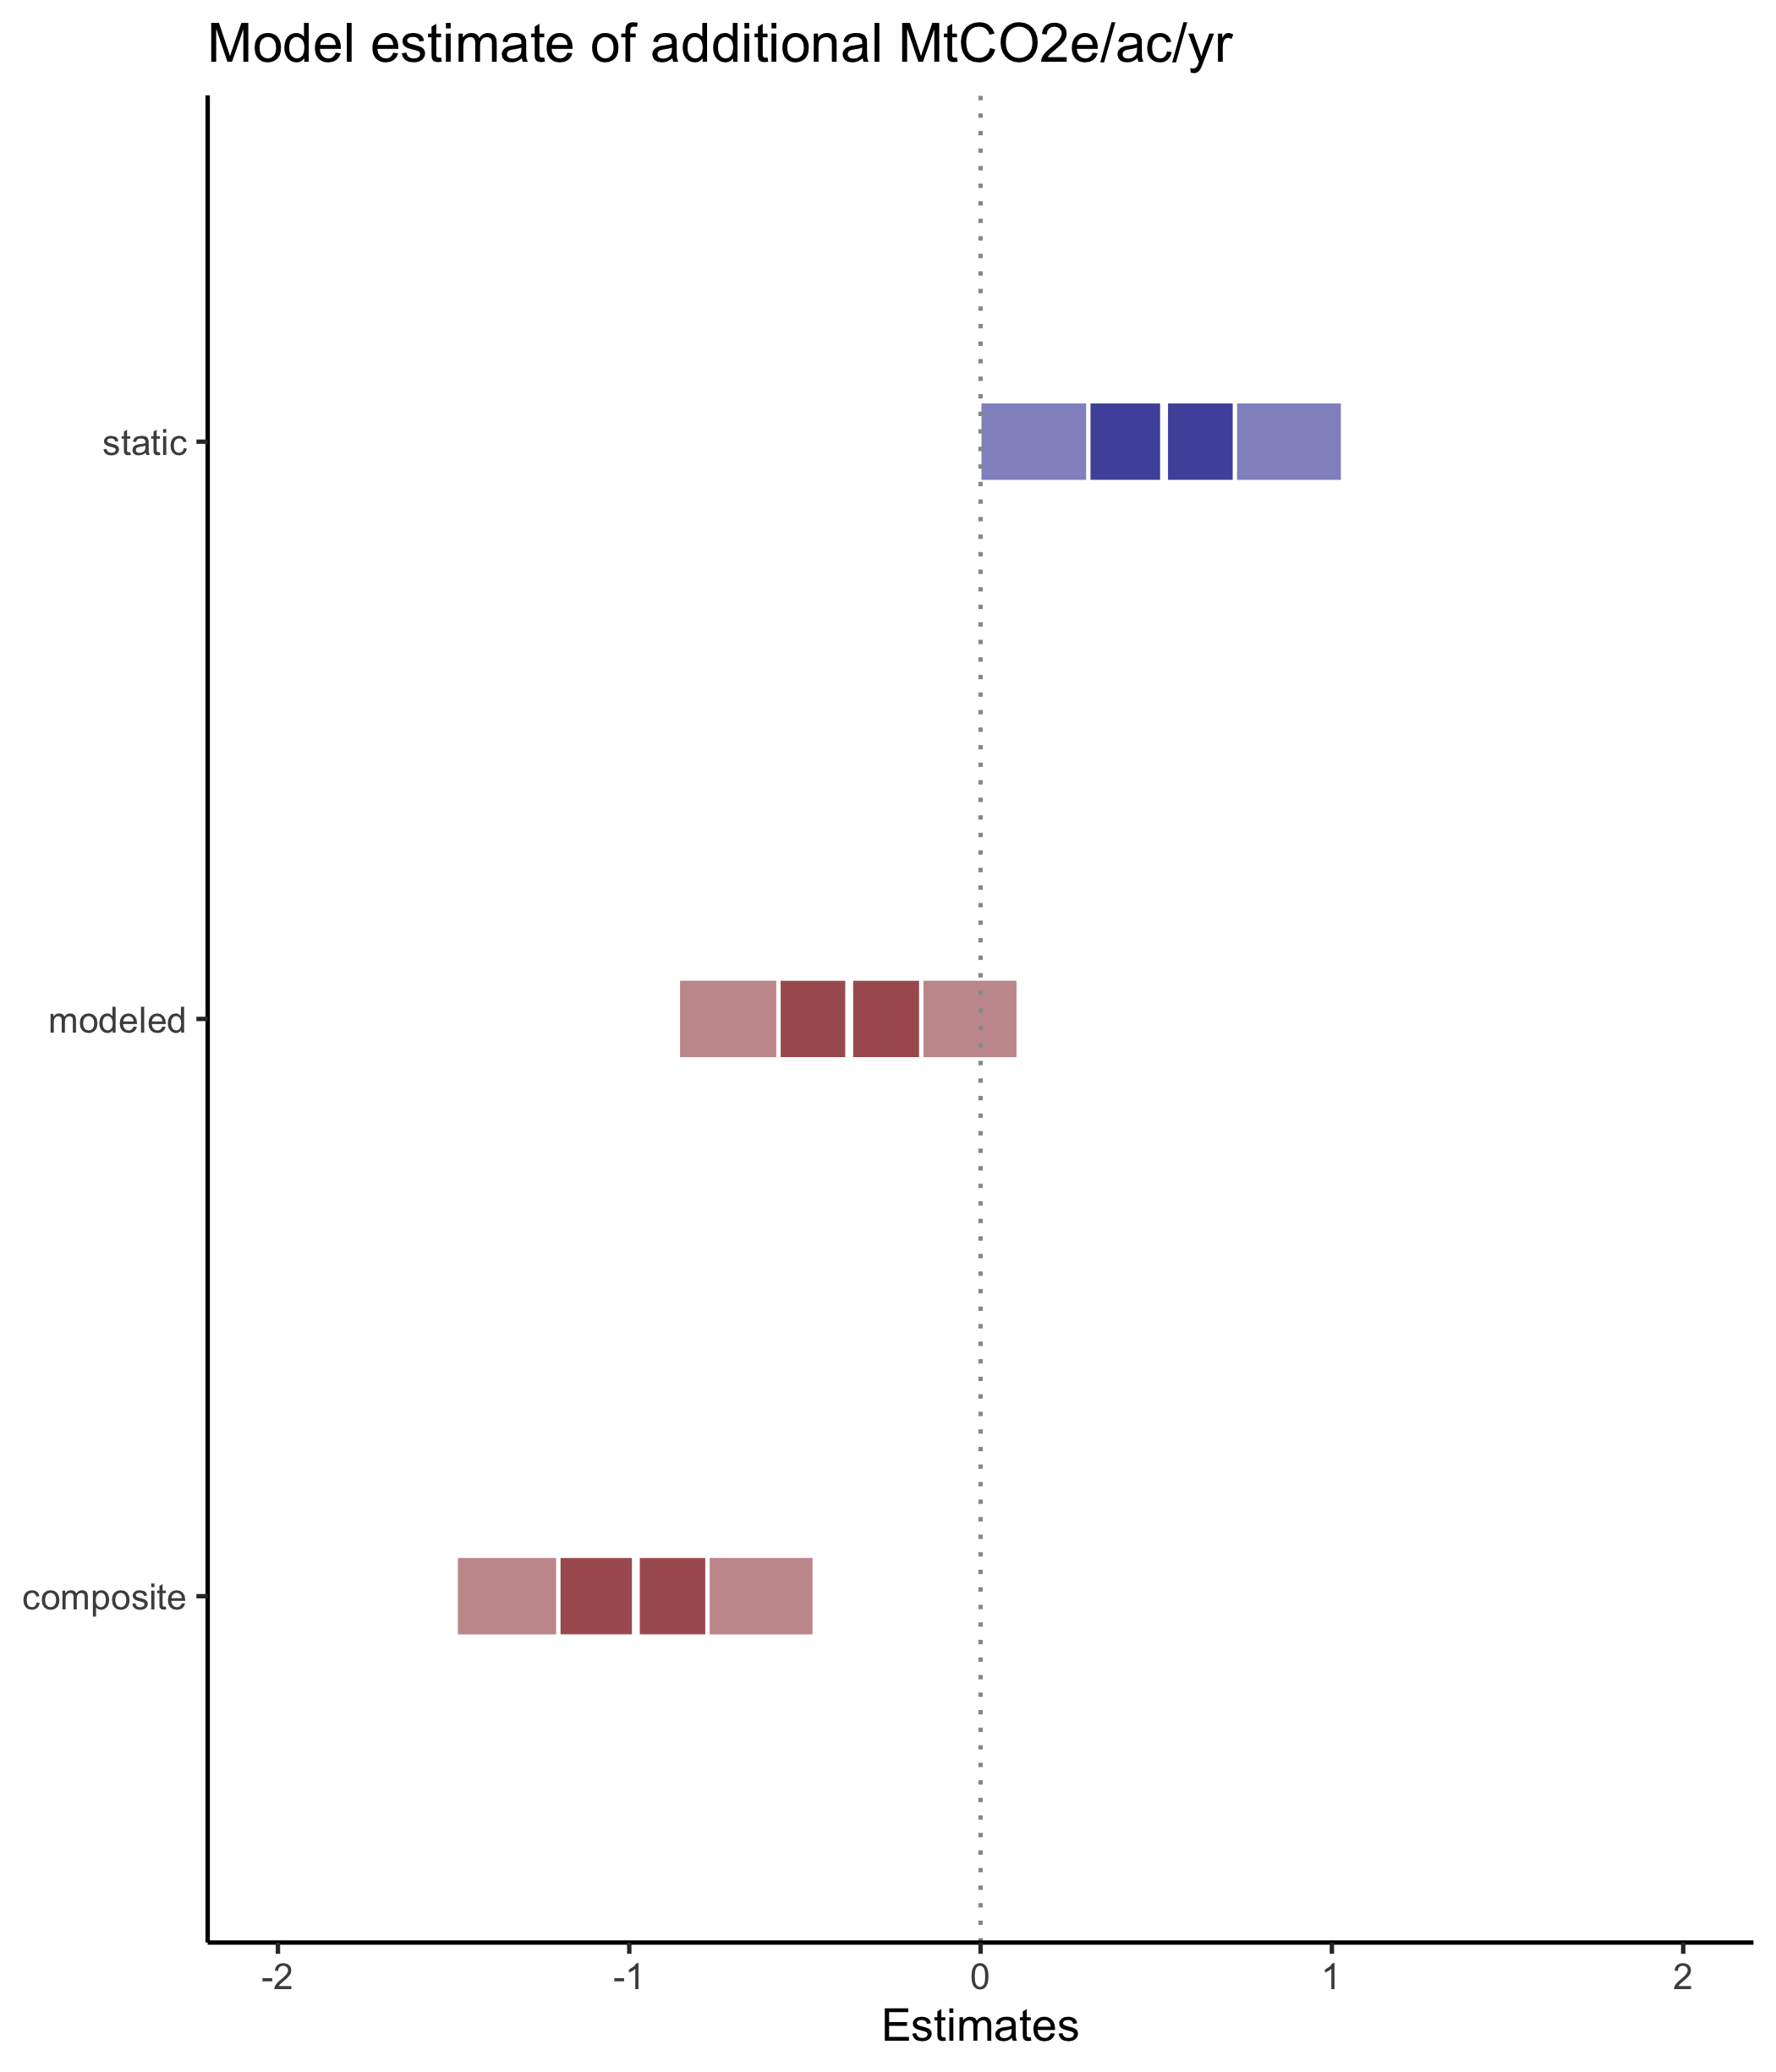 Model estimate of additional MtCO2e/ac/yr
static
modeled
composite
-2 -1 0 1 2
Estimates